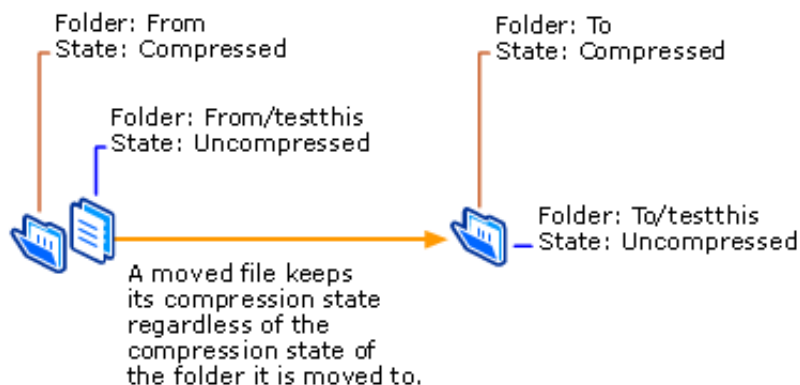 Folder: From
State: Compressed
Folder: To
State: Compressed
Folder: From/testthis
State: Uncompressed
Folder: To/testthis
State: Uncompressed
A moved file keeps
its compression state
regardless of the
compression state of
the folder it is moved to.